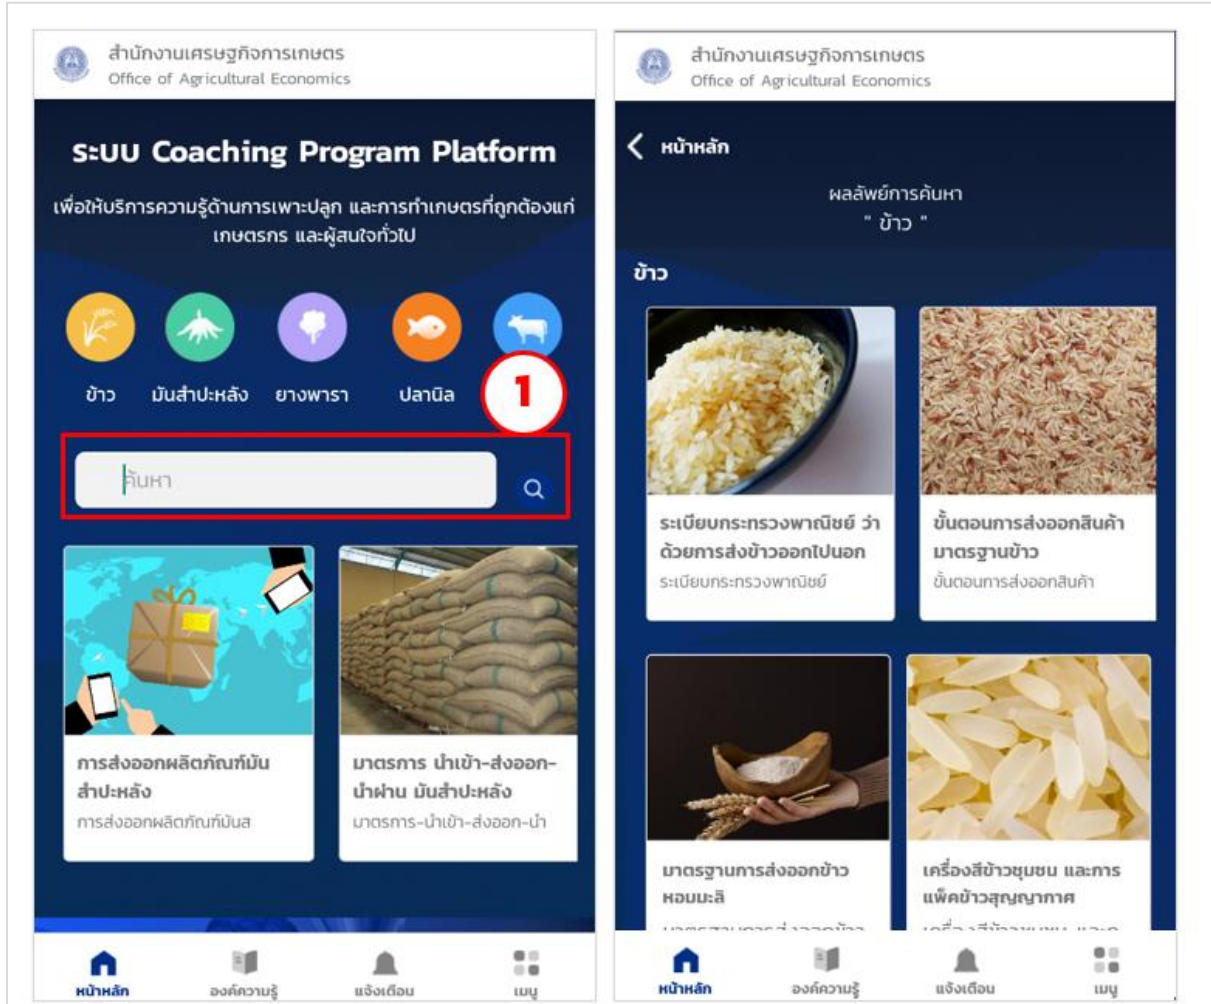 สำนักงานเศรษฐกิจการเกษตร
Office of Agricultural Economics
ระบบ Coaching Program Platform
เพื่อให้บริการความรู้ด้านการเพาะปลูก และการทำเกษตรที่ถูกต้องแก่
เกษตรกร และผู้สนใจทั่วไป
ข้าว
มันสำปะหลัง
ยางพารา
ปลานิล
1
ค้นหา
การส่งออกผลิตภัณฑ์มัน
สำปะหลัง
การส่งออกผลิตภัณฑ์มันส
มาตรการ นำเข้า-ส่งออก-
นำผ่าน มันสำปะหลัง
มาตรการ-นำเข้า-ส่งออก-นำ
หน้าหลัก
องค์ความรู้
แจ้งเตือน
เมนู
สำนักงานเศรษฐกิจการเกษตร
Office of Agricultural Economics
หน้าหลัก
ผลลัพย์การค้นหา
" ข้าว "
ข้าว
ระเบียบกระทรวงพาณิชย์ ว่า
ด้วยการส่งข้าวออกไปนอก
ระเบียบกระทรวงพาณิชย์
ขั้นตอนการส่งออกสินค้า
มาตรฐานข้าว
ขั้นตอนการส่งออกสินค้า
มาตรฐานการส่งออกข้าว
หอมมะลิ
เครื่องสีข้าวชุมชน และการ
แพ็คข้าวสุญญากาศ
หน้าหลัก
องค์ความรู้
แจ้งเตือน
เมนู